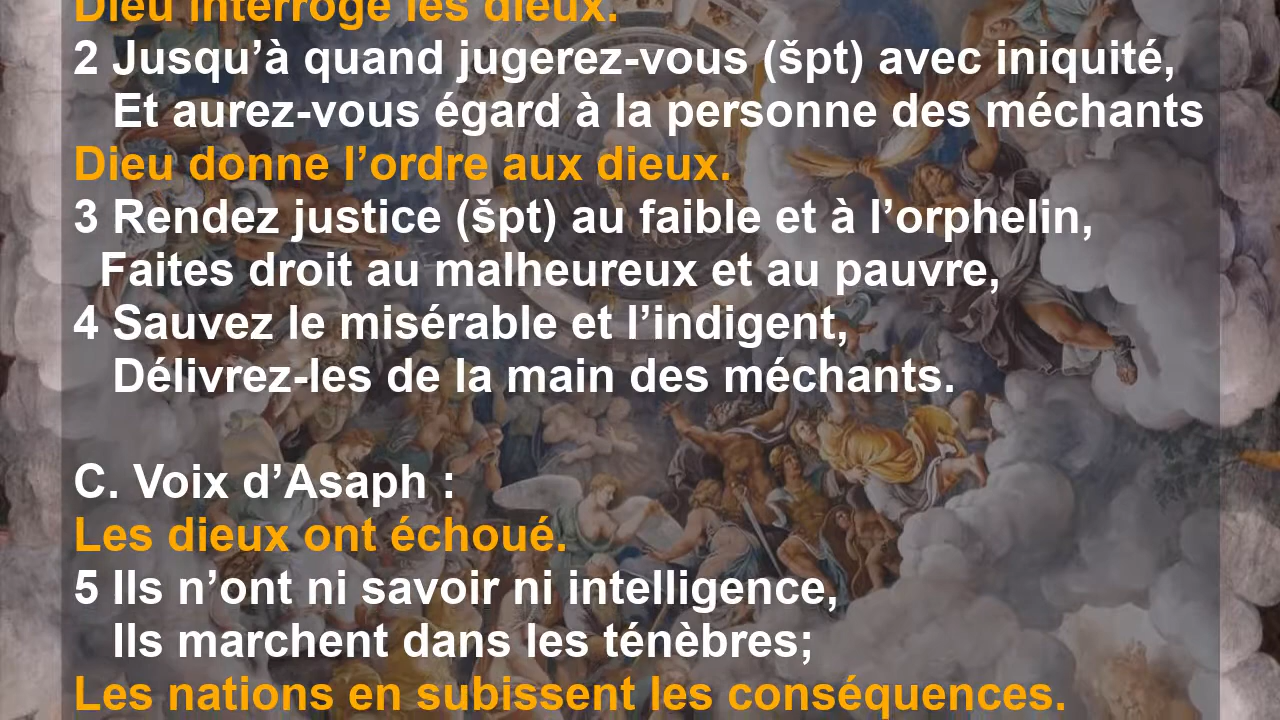 Dieu interroge les dieux.
2 Jusqu’à quand jugerez-vous (špt) avec iniquité,
Et aurez-vous égard à la personne des méchants
Dieu donne l’ordre aux dieux.
3 Rendez justice (špt) au faible et à l’orphelin,
Faites droit au malheureux et au pauvre,
4 Sauvez le misérable et l’indigent,
Délivrez-les de la main des méchants.
C. Voix d’Asaph :
Les dieux ont échoué.
5 Ils n’ont ni savoir ni intelligence,
Ils marchent dans les ténèbres;
Les nations en subissent les conséquences.